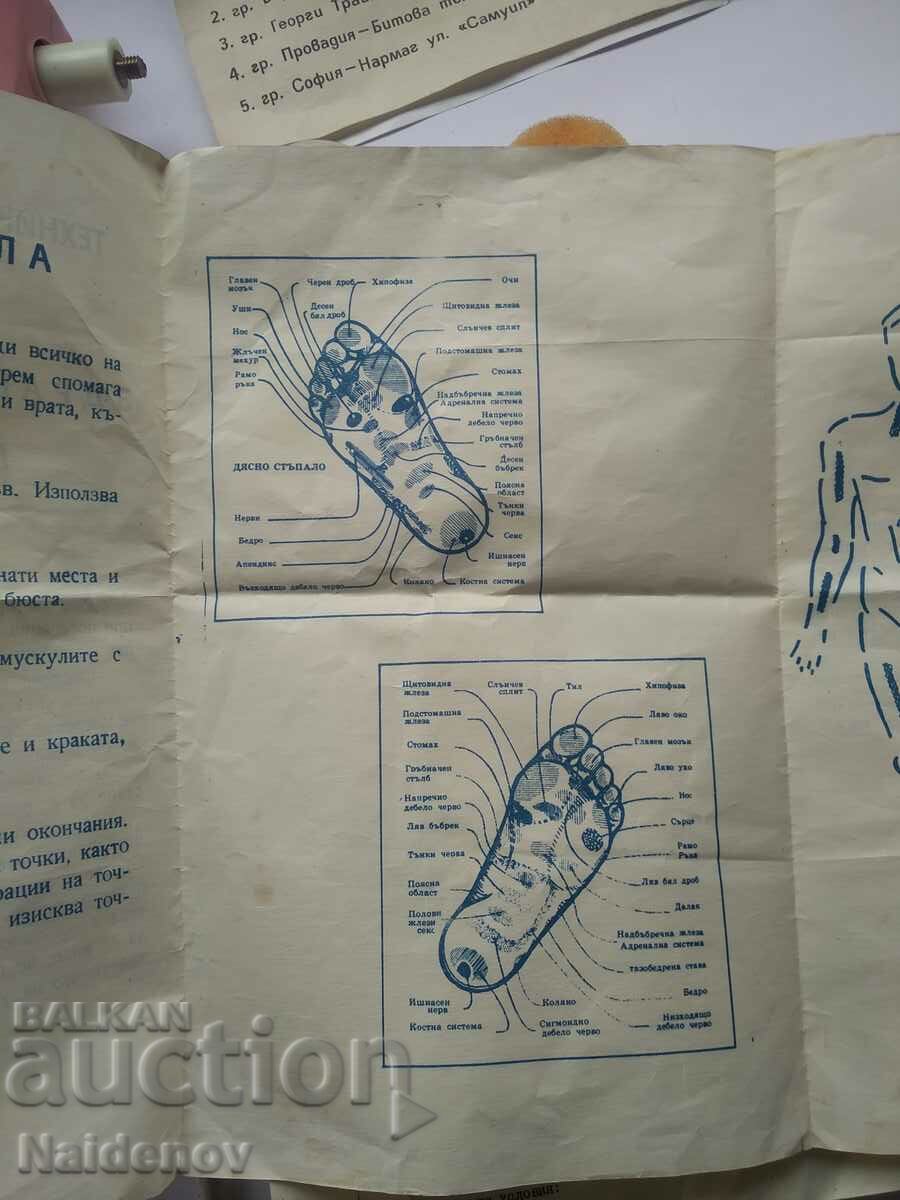 2. гр.
3. гр. Георги Трай
4. гр. Провадия – Битова те
5. гр. София – Нармаг ул. «Самуил»
ЛА
ди всичко на
рем спомага
и врата, къ-
ъв. Използва
нати места и
бюста.
мускулите с
е и краката,
ни окончания.
точки, както
рации на точ-
изисква точ-
Главен мозък
Черен дроб
Хипофиза
Очи
Уши
Десен бял дроб
Щитовидна жлеза
Нос
Слънчев сплит
Жлъчен мехур
Подстомашна жлеза
Рамо ръка
Стомах
Надбъбречна жлеза
Адренална система
Напречно дебело черво
Гръбначен стълб
ДЯСНО СТЪПАЛО
Десен бъбрек
Поясна област
Тънки черва
Нерви
Секс
Бедро
Ишиасен нерв
Апендикс
Възходящо дебело черво
Коляно
Костна система
Щитовидна жлеза
Слънчев сплит
Тил
Хипофиза
Подстомашна жлеза
Ляво око
Стомах
Главен мозък
Гръбначен стълб
Ляво ухо
Напречно дебело черво
Нос
Ляв бъбрек
Сърце
Тънки черва
Рамо Ръка
Поясна област
Ляв бял дроб
Полови жлези секс
Далак
Надбъбречна жлеза
Адренална система
тазобедрена става
Бедро
Ишиасен нерв
Коляно
Низходящо дебело черво
Костна система
Сигмоидно дебело черво
BALKAN
auction
Naidenov
условия: